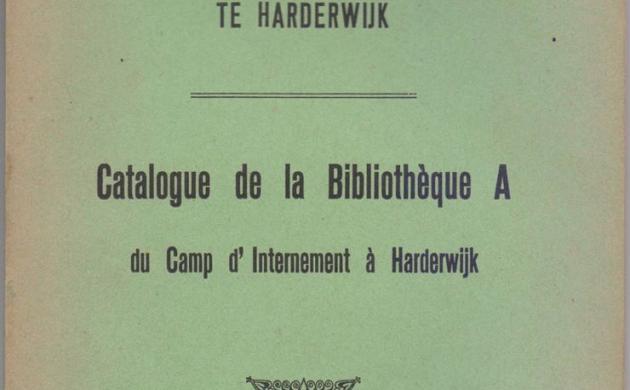 TE HARDERWIJK
Catalogue de la Bibliothèque A
du Camp d' Internement à Harderwijk